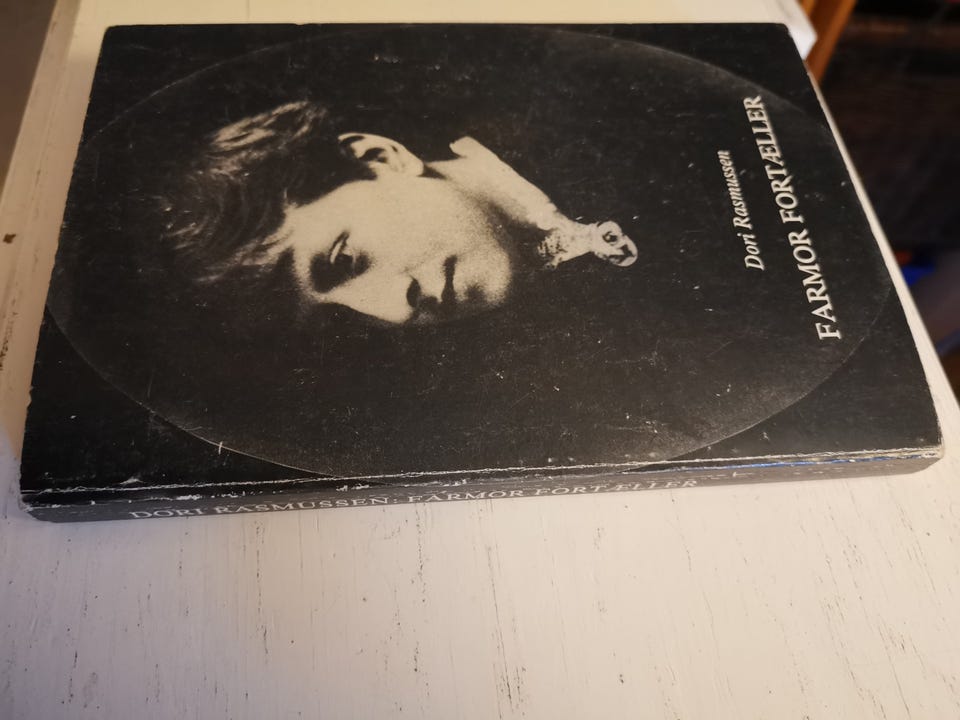 Dori Rasmussen
FARMOR FORTÆLLER
DORI RASMUSSEN: FARMOR FORTÆLLER